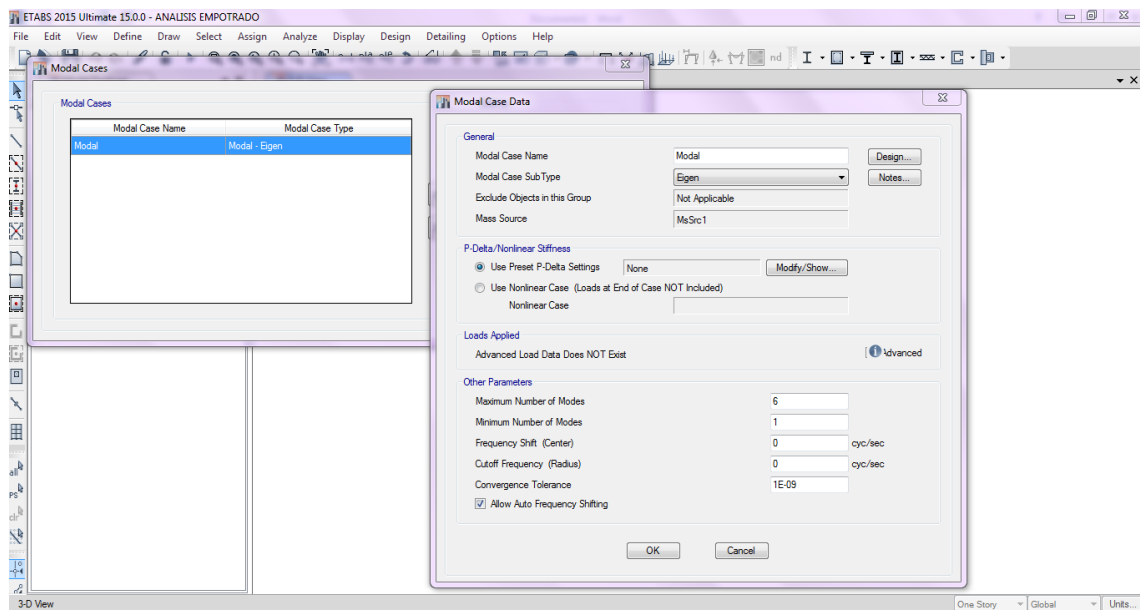 ETABS 2015 Ultimate 15.0.0 - ANALISIS EMPOTRADO
File Edit View Define Draw Select Assign Analyze Display Design Detailing Options Help
nd
Modal Cases
Modal Cases
Modal Case Name Modal Case Type
Modal Modal - Eigen
Modal Case Data
General
Modal Case Name Modal Design...
Modal Case SubType Eigen Notes...
Exclude Objects in this Group Not Applicable
Mass Source MsSrc1
P-Delta/Nonlinear Stiffness
Use Preset P-Delta Settings None Modify/Show...
Use Nonlinear Case (Loads at End of Case NOT Included)
Nonlinear Case
Loads Applied
Advanced Load Data Does NOT Exist
Other Parameters
Maximum Number of Modes 6
Minimum Number of Modes 1
Frequency Shift (Center) 0 cyc/sec
Cutoff Frequency (Radius) 0 cyc/sec
Convergence Tolerance 1E-09
Allow Auto Frequency Shifting
OK Cancel
all
PS
clr
3-D View One Story Global Units...